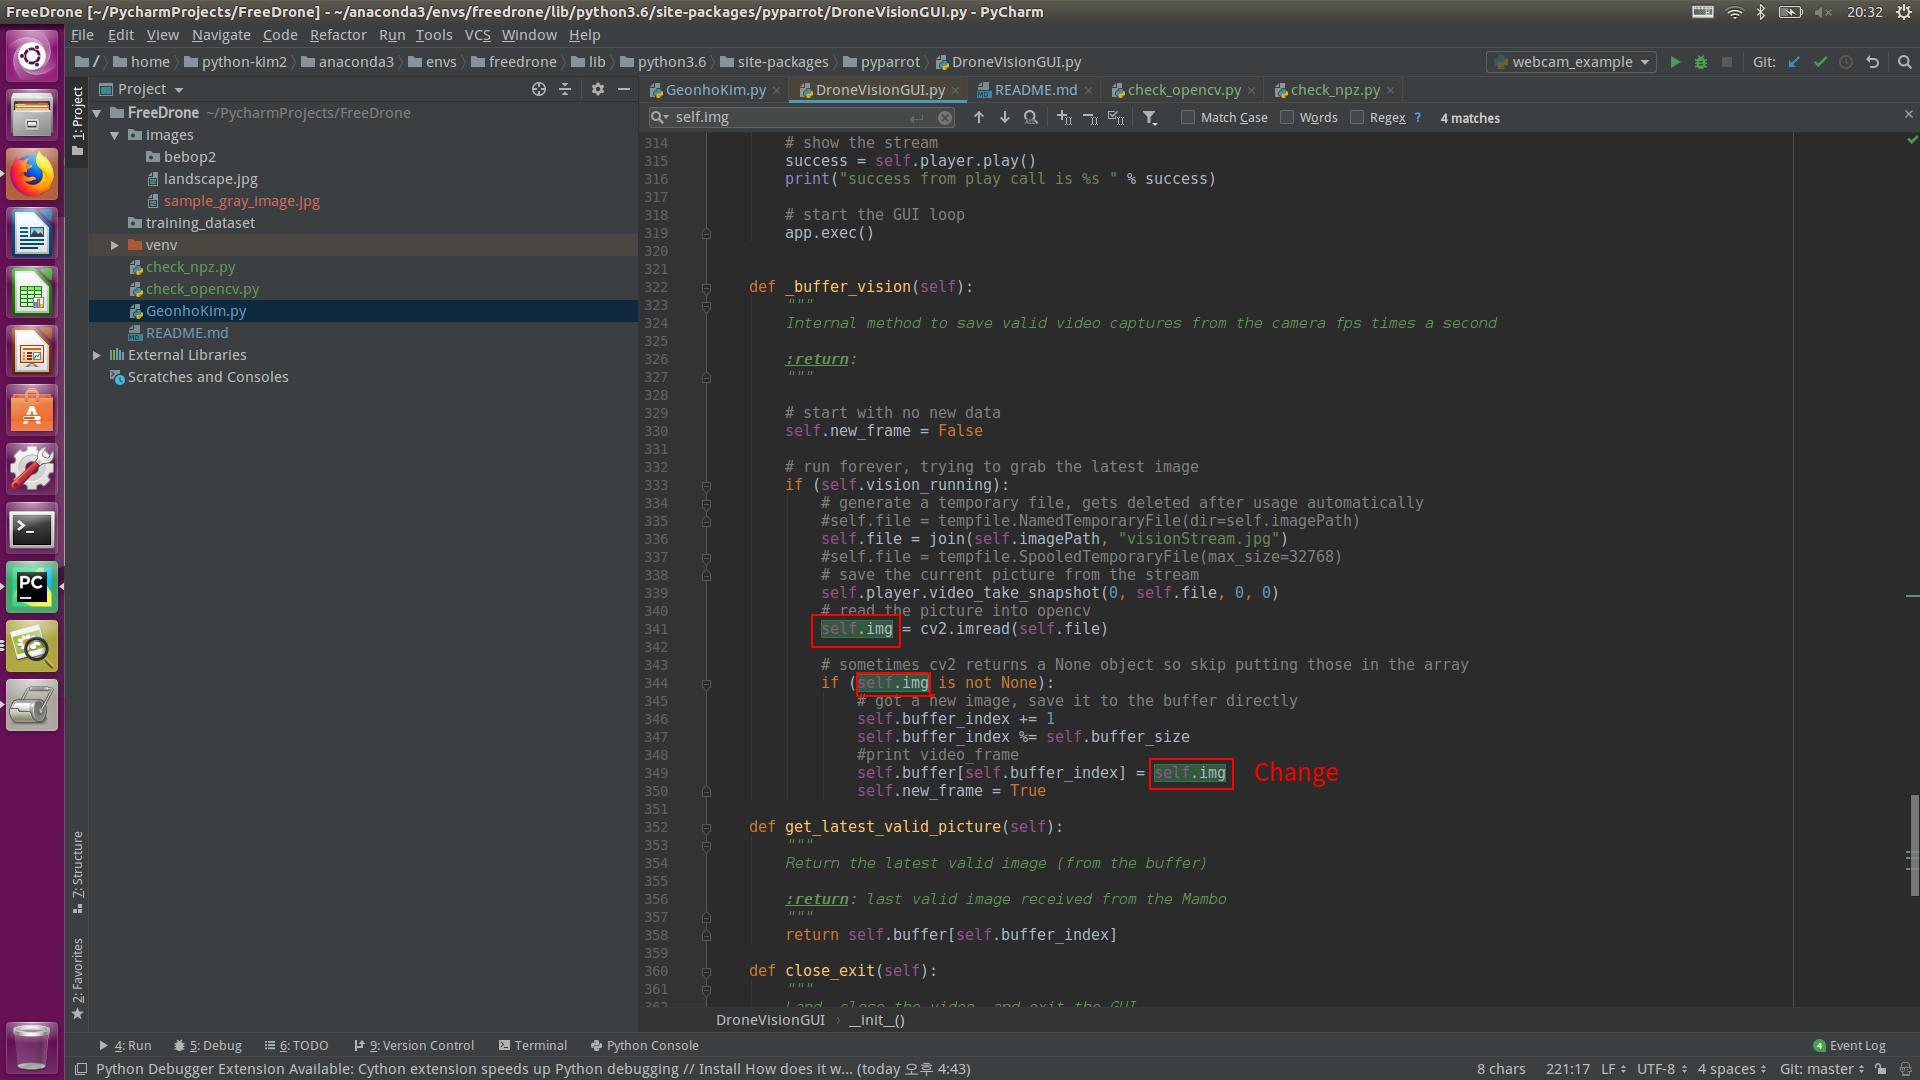 FreeDrone [~/PycharmProjects/FreeDrone] - ~/anaconda3/envs/freedrone/lib/python3.6/site-packages/pyparrot/DroneVisionGUI.py - PyCharm
20:32
File Edit View Navigate Code Refactor Run Tools VCS Window Help
/ home python-kim2 anaconda3 envs freedrone lib python3.6 site-packages pyparrot DroneVisionGUI.py
webcam_example
Git:
Project
GeonhoKim.py DroneVisionGUI.py README.md check_opencv.py check_npz.py
self.img
Match Case Words Regex ? 4 matches
1: Project
FreeDrone ~/PycharmProjects/FreeDrone
images
bebop2
landscape.jpg
sample_gray_image.jpg
training_dataset
venv
check_npz.py
check_opencv.py
GeonhoKim.py
README.md
External Libraries
Scratches and Consoles
7: Structure
2: Favorites
PC
314 # show the stream
315 success = self.player.play()
316 print("success from play call is %s " % success)
317
318 # start the GUI loop
319 app.exec()
320
321
322 def _buffer_vision(self):
323 """
324 Internal method to save valid video captures from the camera fps times a second
325
326 :return:
327 """
328
329 # start with no new data
330 self.new_frame = False
331
332 # run forever, trying to grab the latest image
333 if (self.vision_running):
334 # generate a temporary file, gets deleted after usage automatically
335 #self.file = tempfile.NamedTemporaryFile(dir=self.imagePath)
336 self.file = join(self.imagePath, "visionStream.jpg")
337 #self.file = tempfile.SpooledTemporaryFile(max_size=32768)
338 # save the current picture from the stream
339 self.player.video_take_snapshot(0, self.file, 0, 0)
340 # read the picture into opencv
341 self.img = cv2.imread(self.file)
342
343 # sometimes cv2 returns a None object so skip putting those in the array
344 if (self.img is not None):
345 # got a new image, save it to the buffer directly
346 self.buffer_index += 1
347 self.buffer_index %= self.buffer_size
348 #print video_frame
349 self.buffer[self.buffer_index] = self.img Change
350 self.new_frame = True
351
352 def get_latest_valid_picture(self):
353 """
354 Return the latest valid image (from the buffer)
355
356 :return: last valid image received from the Mambo
357 """
358 return self.buffer[self.buffer_index]
359
360 def close_exit(self):
361 """
362 Land, close the video, and exit the GUI
DroneVisionGUI › __init__()
4: Run 5: Debug 6: TODO 9: Version Control Terminal Python Console
4 Event Log
Python Debugger Extension Available: Cython extension speeds up Python debugging // Install How does it w... (today 오후 4:43)
8 chars 221:17 LF UTF-8 4 spaces Git: master